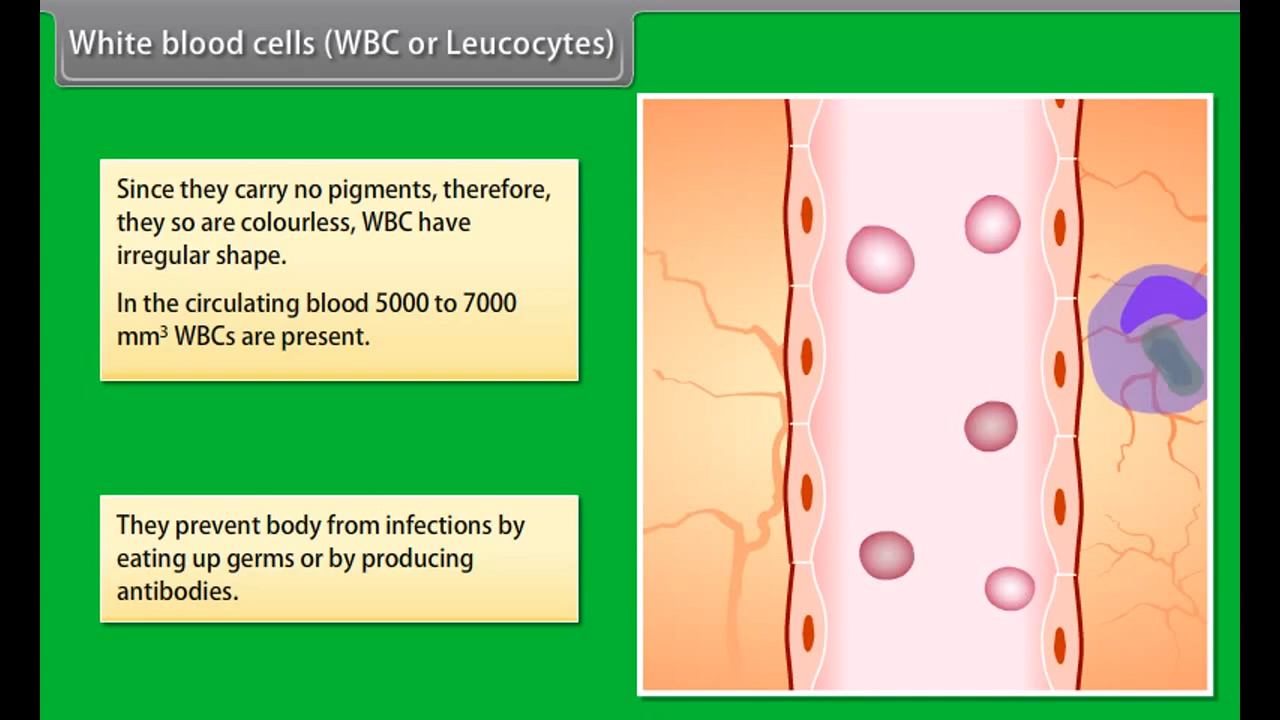 White blood cells (WBC or Leucocytes)
Since they carry no pigments, therefore,
they so are colourless, WBC have
irregular shape.
In the circulating blood 5000 to 7000
mm³ WBCs are present.
They prevent body from infections by
eating up germs or by producing
antibodies.